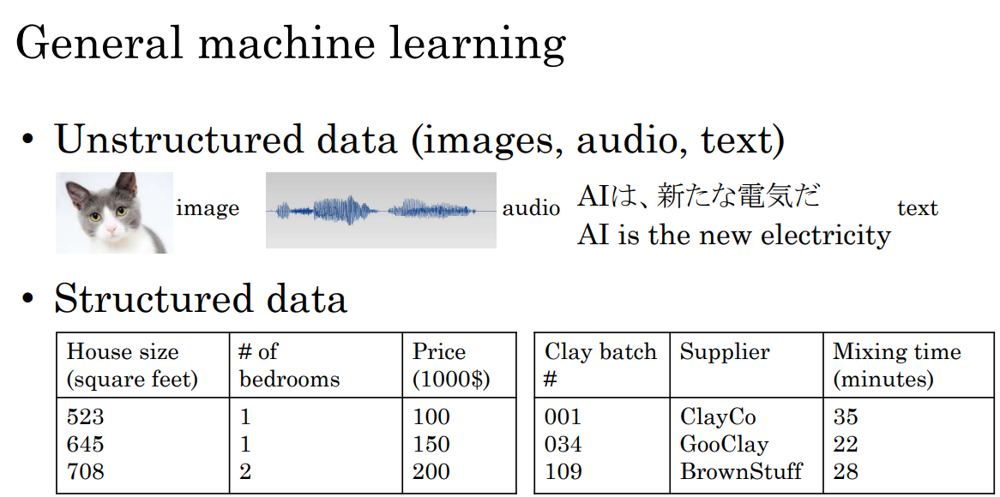 General machine learning
• Unstructured data (images, audio, text)
image
audio
AIは、新たな電気だ
AI is the new electricity
text
• Structured data
House size (square feet) # of bedrooms Price (1000$)
523 1 100
645 1 150
708 2 200
Clay batch # Supplier Mixing time (minutes)
001 ClayCo 35
034 GooClay 22
109 BrownStuff 28